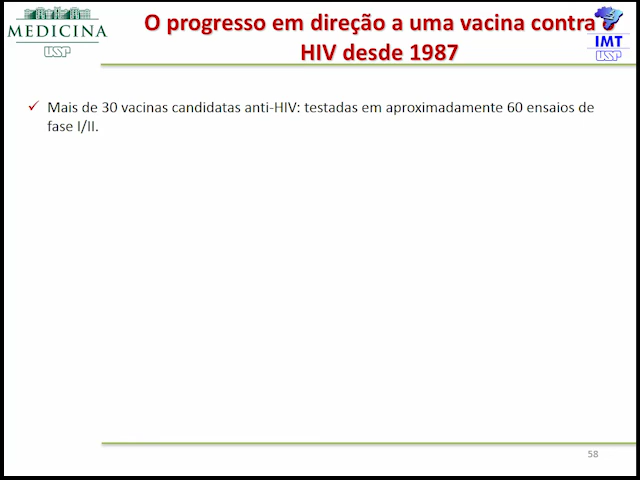 MEDICINA
USP
O progresso em direção a uma vacina contra o
HIV desde 1987
IMT
USP
Mais de 30 vacinas candidatas anti-HIV: testadas em aproximadamente 60 ensaios de
fase I/II.
58